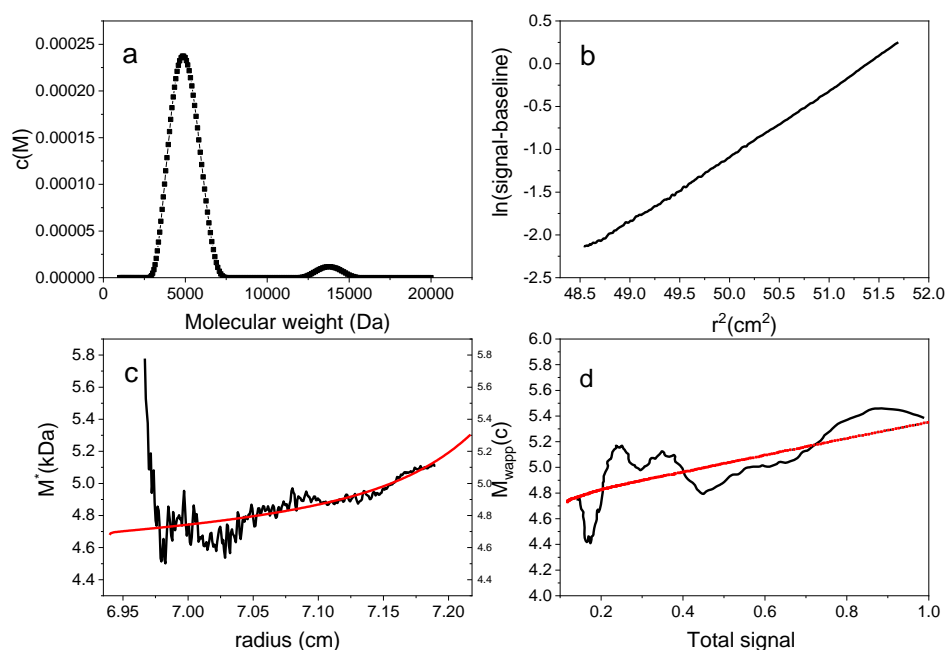 a
0.00025
0.00020
0.00015
0.00010
0.00005
0.00000
c(M)
0 5000 10000 15000 20000
Molecular weight (Da)
b
0.5
0.0
-0.5
-1.0
-1.5
-2.0
-2.5
ln(signal-baseline)
48.5 49.0 49.5 50.0 50.5 51.0 51.5 52.0
r²(cm²)
c
5.8
5.6
5.4
5.2
5.0
4.8
4.6
4.4
M*(kDa)
5.8
5.6
5.4
5.2
5.0
4.8
4.6
4.4
6.95 7.00 7.05 7.10 7.15 7.20
radius (cm)
d
6.0
5.8
5.6
5.4
5.2
5.0
4.8
4.6
4.4
4.2
4.0
M_wapp(c)
0.2 0.4 0.6 0.8 1.0
Total signal